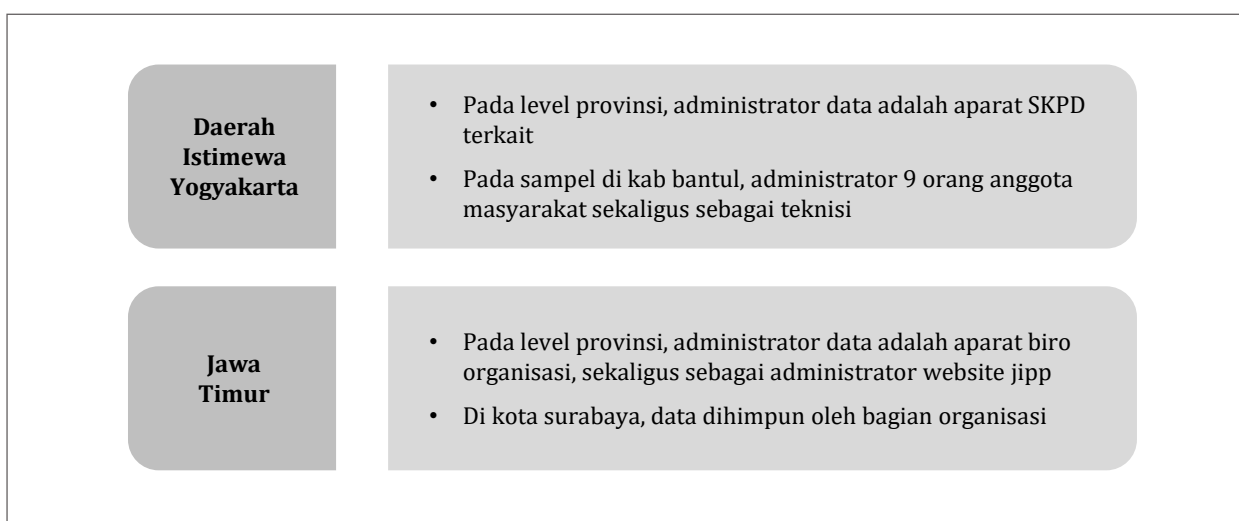 Daerah
Istimewa
Yogyakarta
• Pada level provinsi, administrator data adalah aparat SKPD
terkait
• Pada sampel di kab bantul, administrator 9 orang anggota
masyarakat sekaligus sebagai teknisi
Jawa
Timur
• Pada level provinsi, administrator data adalah aparat biro
organisasi, sekaligus sebagai administrator website jipp
• Di kota surabaya, data dihimpun oleh bagian organisasi